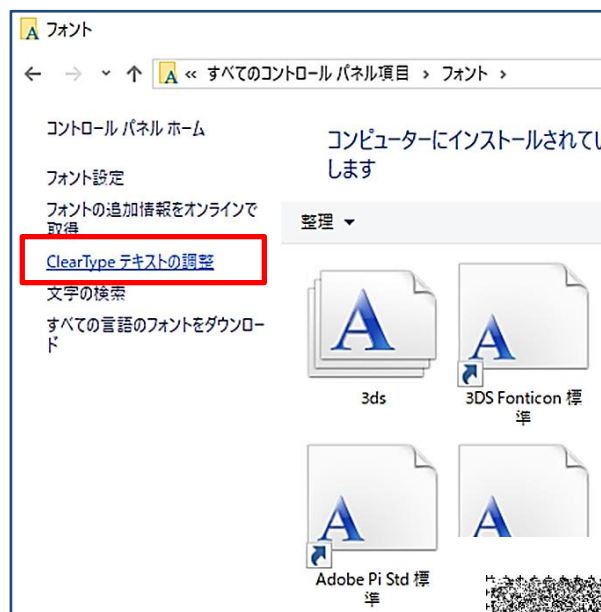 フォント
« すべてのコントロール パネル項目 › フォント ›
コントロール パネル ホーム
コンピューターにインストールされてい
します
フォント設定
フォントの追加情報をオンラインで
取得
整理
ClearType テキストの調整
文字の検索
すべての言語のフォントをダウンロー
ド
3ds
3DS Fonticon 標
準
Adobe Pi Std 標
準